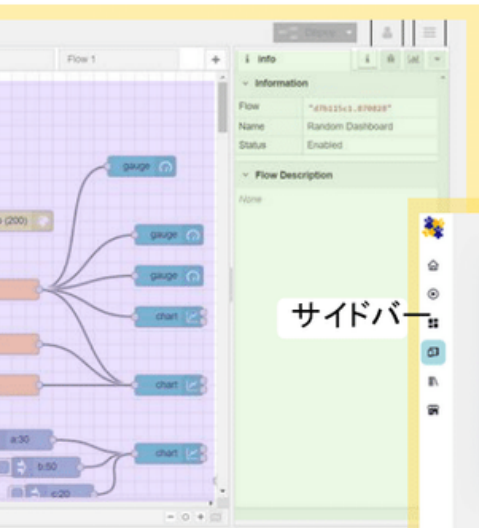 Deploy
Flow 1
+
i info
i
Information
Flow "d7b115c1.870828"
Name Random Dashboard
Status Enabled
Flow Description
None
(200)
gauge
gauge
gauge
chart
chart
chart
a:30
b:50
c:20
サイドバー